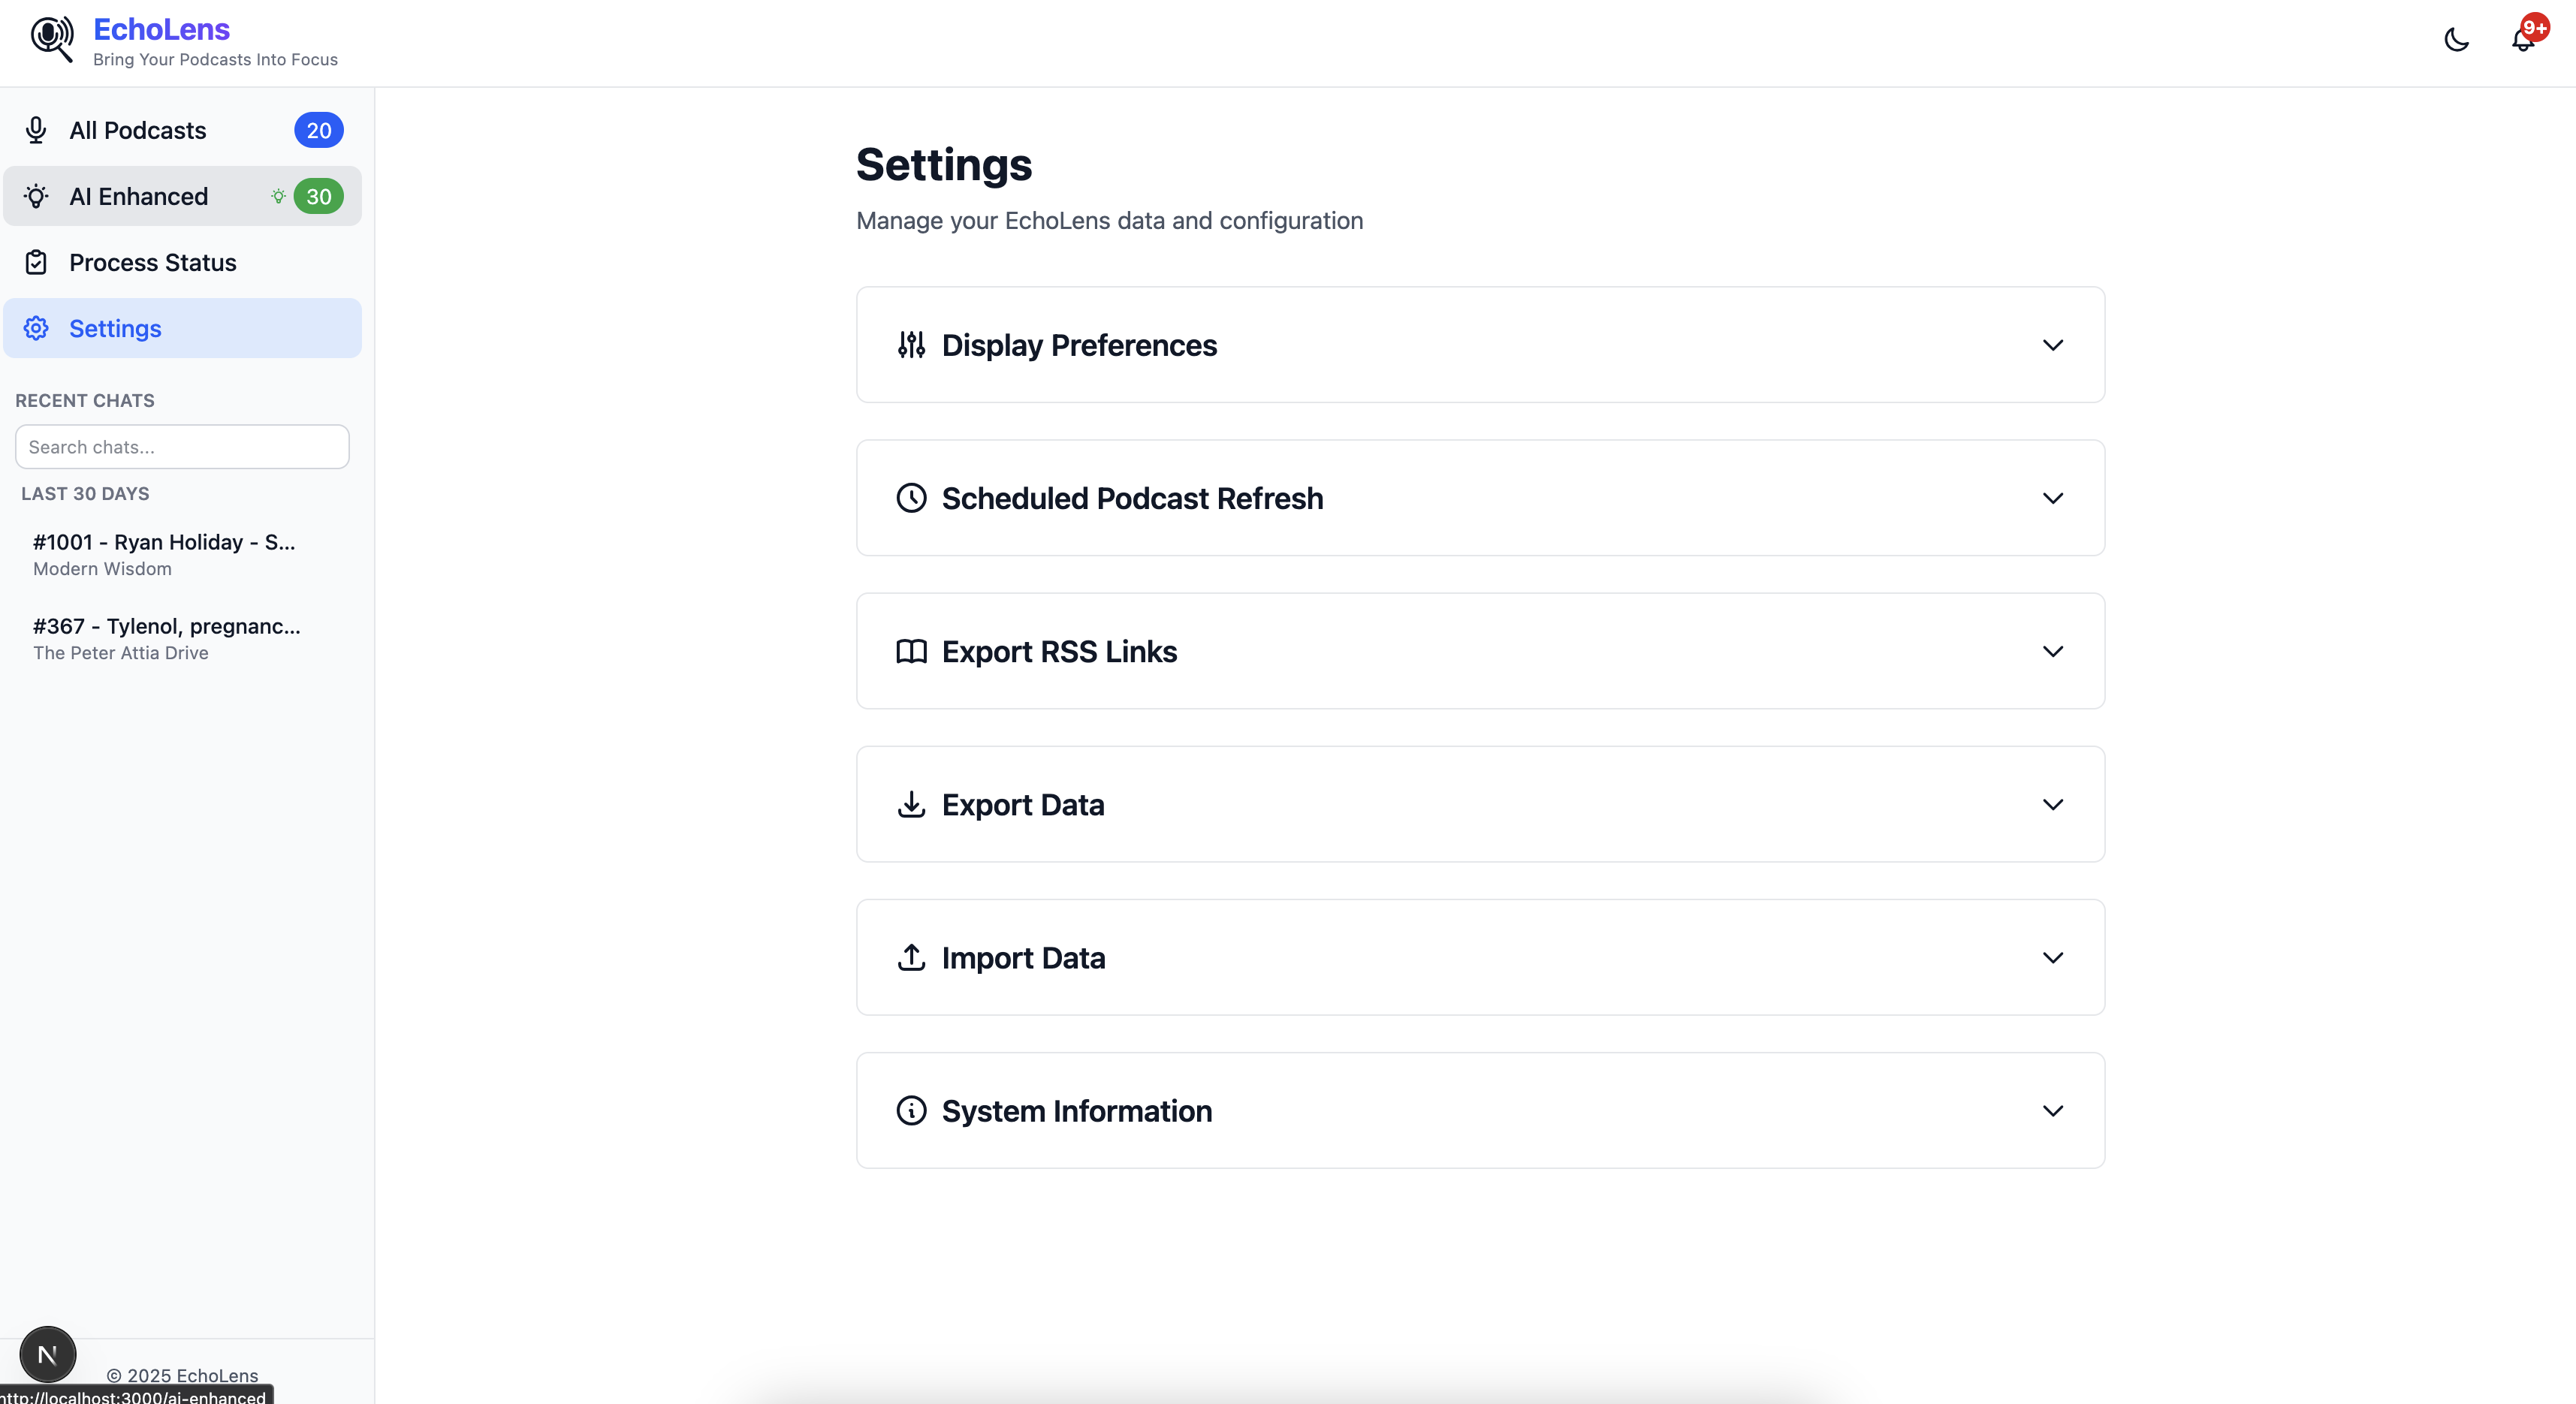 EchoLens
Bring Your Podcasts Into Focus
9+
All Podcasts 20
AI Enhanced 30
Process Status
Settings
RECENT CHATS
Search chats...
LAST 30 DAYS
#1001 - Ryan Holiday - S...
Modern Wisdom
#367 - Tylenol, pregnanc...
The Peter Attia Drive
N
© 2025 EchoLens
http://localhost:3000/ai-enhanced
Settings
Manage your EchoLens data and configuration
Display Preferences
Scheduled Podcast Refresh
Export RSS Links
Export Data
Import Data
System Information